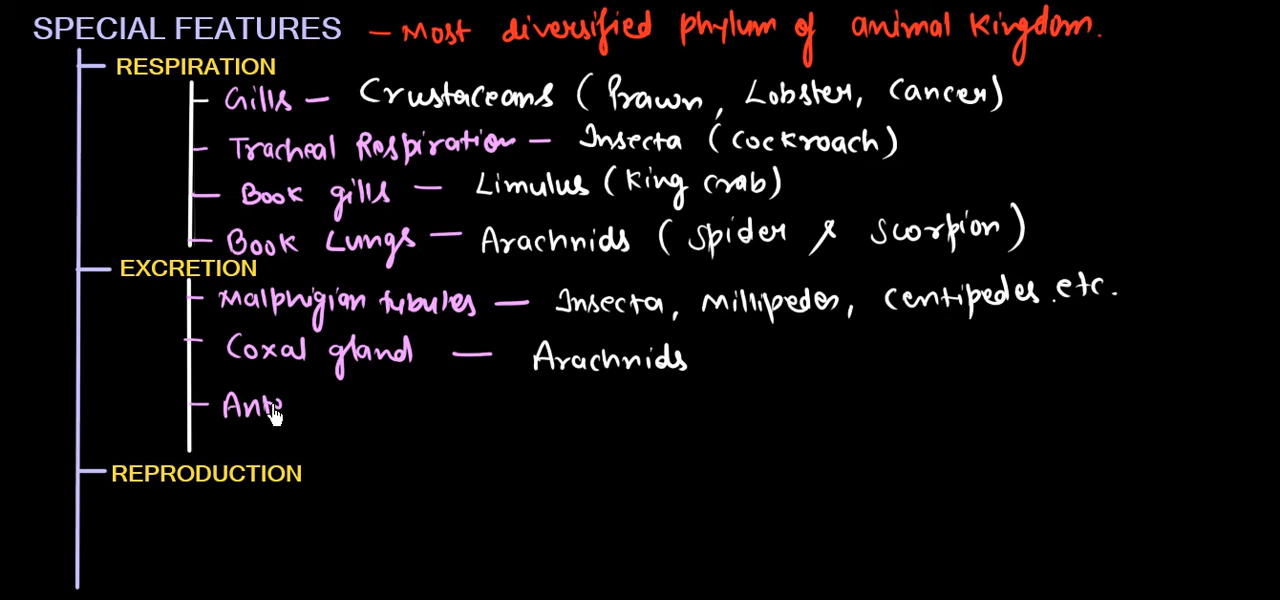 SPECIAL FEATURES - Most diversified phylum of animal kingdom.
RESPIRATION
Gills - Crustaceans (Prawn, Lobster, Cancer)
Tracheal Respiration - Insecta (Cockroach)
Book gills - Limulus (King crab)
Book Lungs - Arachnids (Spider & Scorpion)
EXCRETION
Malphigian tubules - Insecta, Millipedes, Centipedes.etc.
Coxal gland - Arachnids
Ant
REPRODUCTION